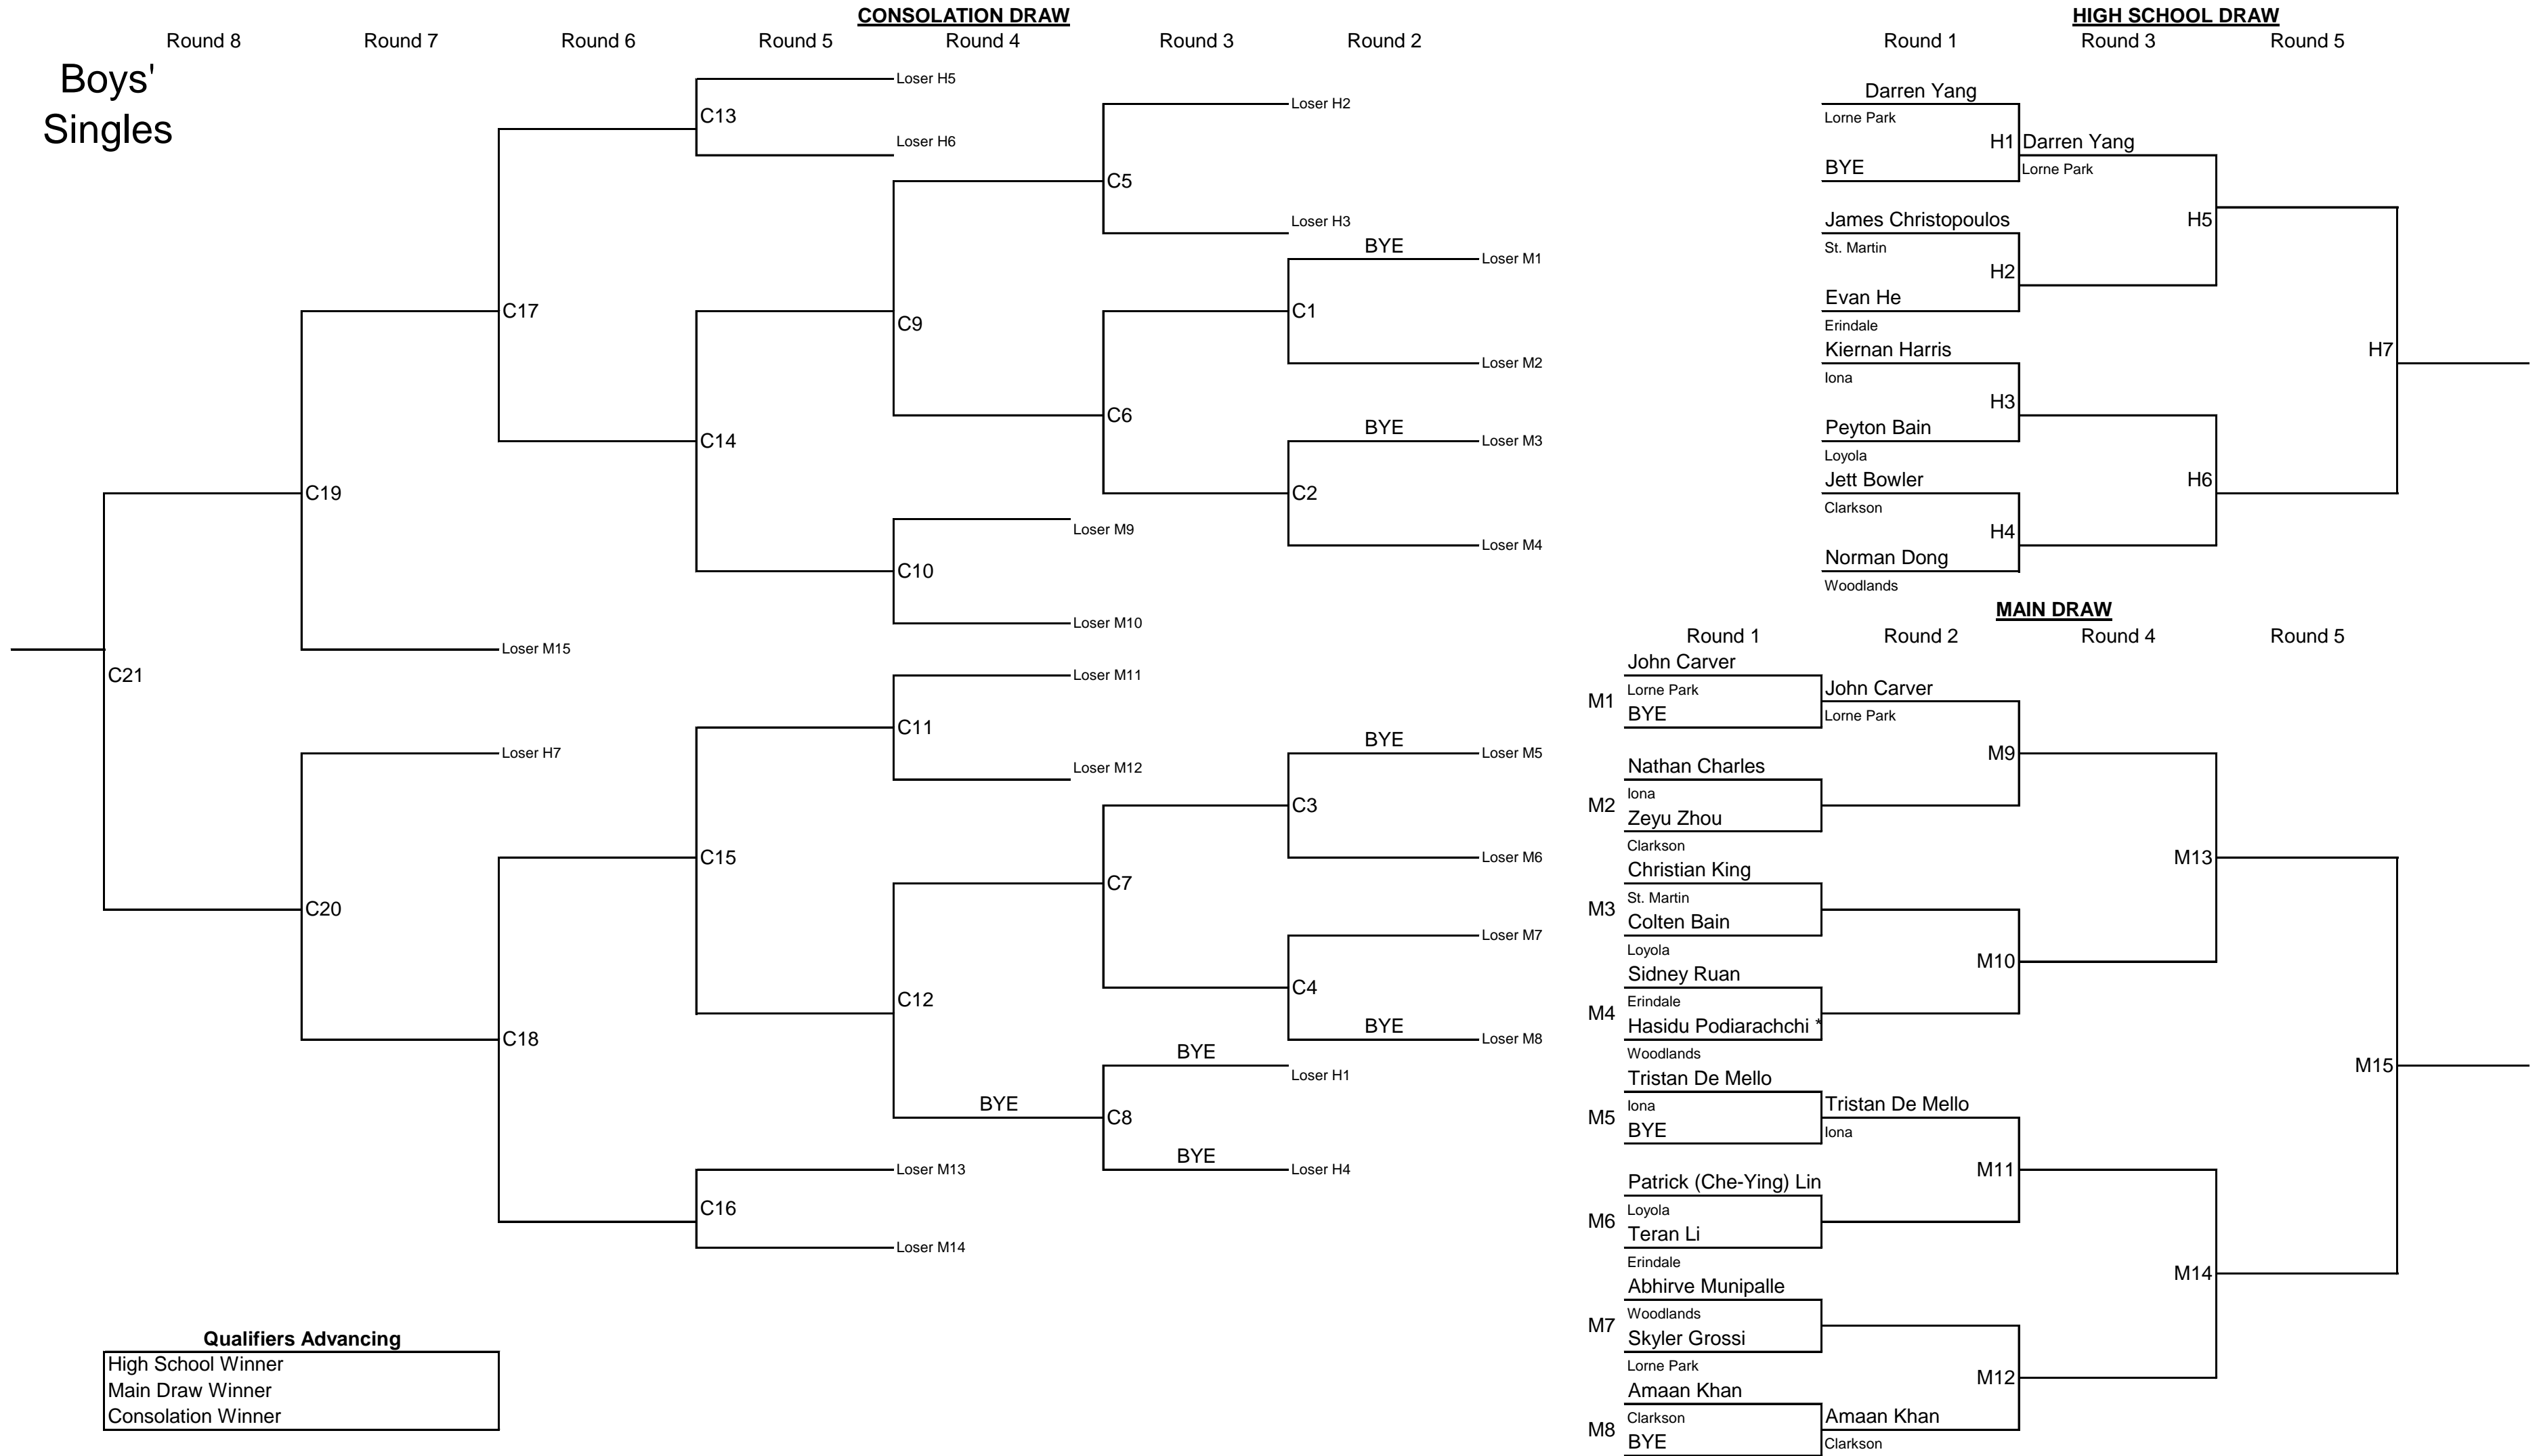 CONSOLATION DRAW
HIGH SCHOOL DRAW
Round 8 Round 7 Round 6 Round 5 Round 4 Round 3 Round 2
Round 1 Round 3 Round 5
Boys'
Singles
Loser H5
C13
Loser H6
Loser H2
C5
Loser H3
BYE
Loser M1
C1
Loser M2
C17
C9
C6
C14
BYE
Loser M3
C2
Loser M4
Loser M9
C10
Loser M10
C19
Loser M15
C21
Loser M11
C11
Loser M12
Loser H7
BYE
Loser M5
C3
Loser M6
C15
C7
C20
Loser M7
C4
BYE
Loser M8
C12
C18
BYE
Loser H1
BYE
C8
BYE
Loser H4
Loser M13
C16
Loser M14
Qualifiers Advancing
High School Winner
Main Draw Winner
Consolation Winner
Darren Yang
Lorne Park
H1
Darren Yang
Lorne Park
BYE
James Christopoulos
St. Martin
H5
H2
Evan He
Erindale
Kiernan Harris
Iona
H7
H3
Peyton Bain
Loyola
Jett Bowler
Clarkson
H6
H4
Norman Dong
Woodlands
MAIN DRAW
Round 1 Round 2 Round 4 Round 5
John Carver
M1
Lorne Park
BYE
John Carver
Lorne Park
M9
Nathan Charles
Iona
M2
Zeyu Zhou
Clarkson
M13
Christian King
St. Martin
M3
Colten Bain
Loyola
M10
Sidney Ruan
Erindale
M4
Hasidu Podiarachchi *
Woodlands
M15
Tristan De Mello
Iona
M5
BYE
Tristan De Mello
Iona
M11
Patrick (Che-Ying) Lin
Loyola
M6
Teran Li
Erindale
M14
Abhirve Munipalle
Woodlands
M7
Skyler Grossi
Lorne Park
M12
Amaan Khan
Clarkson
M8
BYE
Amaan Khan
Clarkson